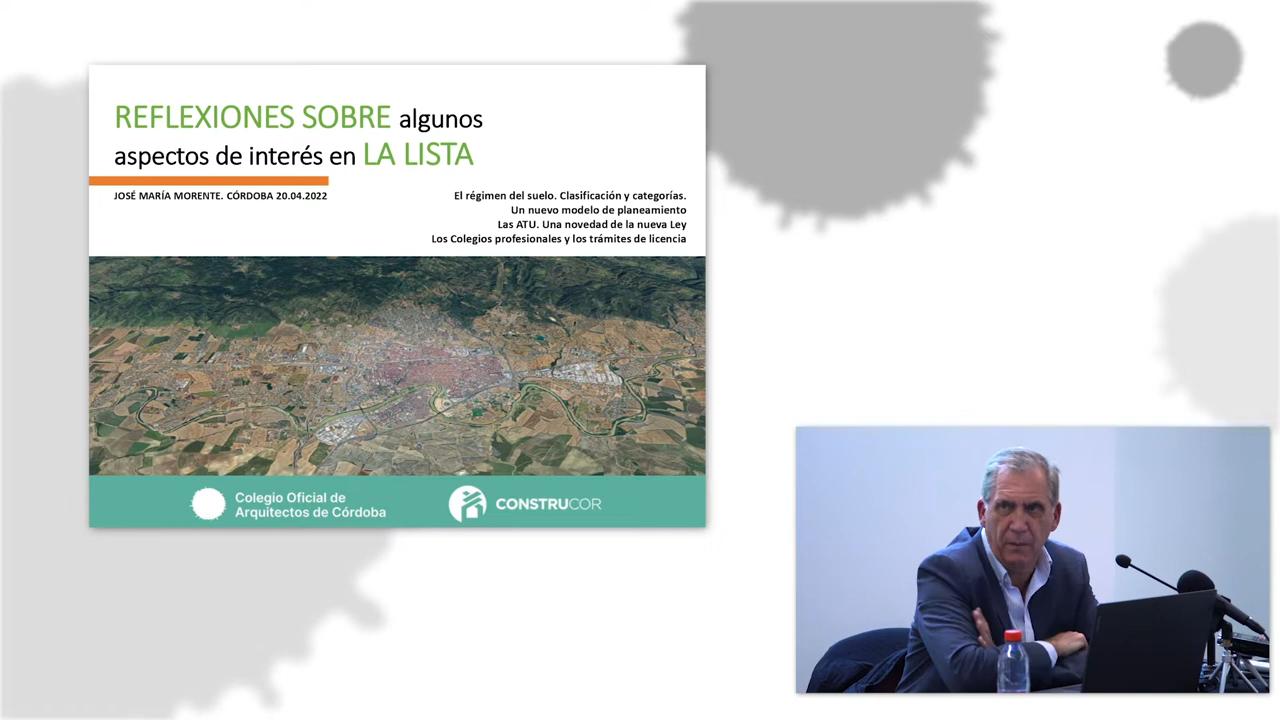 REFLEXIONES SOBRE algunos
aspectos de interés en LA LISTA
JOSÉ MARÍA MORENTE. CÓRDOBA 20.04.2022
El régimen del suelo. Clasificación y categorías.
Un nuevo modelo de planeamiento
Las ATU. Una novedad de la nueva Ley
Los Colegios profesionales y los trámites de licencia
Colegio Oficial de
Arquitectos de Córdoba
CONSTRUCOR